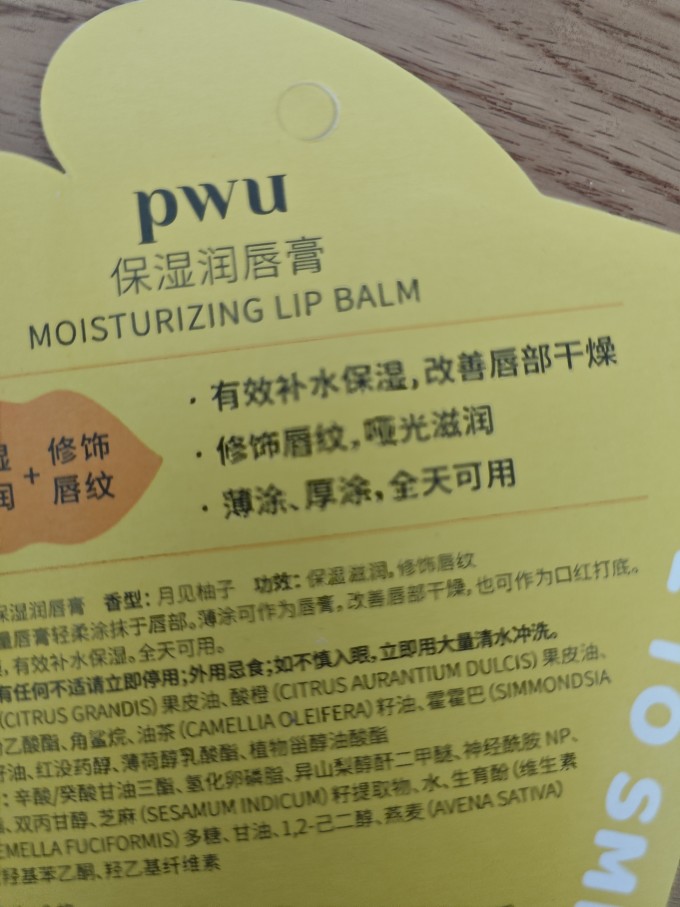 pwu
保湿润唇膏
MOISTURIZING LIP BALM
· 有效补水保湿,改善唇部干燥
· 修饰唇纹,哑光滋润
· 薄涂、厚涂,全天可用
湿 + 修饰
润 唇纹
保湿润唇膏 香型: 月见柚子 功效: 保湿滋润,修饰唇纹
量唇膏轻柔涂抹于唇部。薄涂可作为唇膏,改善唇部干燥,也可作为口红打底。
,有效补水保湿。全天可用。
有任何不适请立即停用;外用忌食;如不慎入眼,立即用大量清水冲洗。
(CITRUS GRANDIS) 果皮油、酸橙 (CITRUS AURANTIUM DULCIS) 果皮油、
乙酸酯、角鲨烷、油茶 (CAMELLIA OLEIFERA) 籽油、霍霍巴 (SIMMONDSIA
籽油、红没药醇、薄荷醇乳酸酯、植物甾醇油酸酯
: 辛酸/癸酸甘油三酯、氢化卵磷脂、异山梨醇酐二甲醚、神经酰胺 NP、
、双丙甘醇、芝麻 (SESAMUM INDICUM) 籽提取物、水、生育酚 (维生素
EMELLA FUCIFORMIS) 多糖、甘油、1,2-己二醇、燕麦 (AVENA SATIVA)
羟基苯乙酮、羟乙基纤维素
TOSM